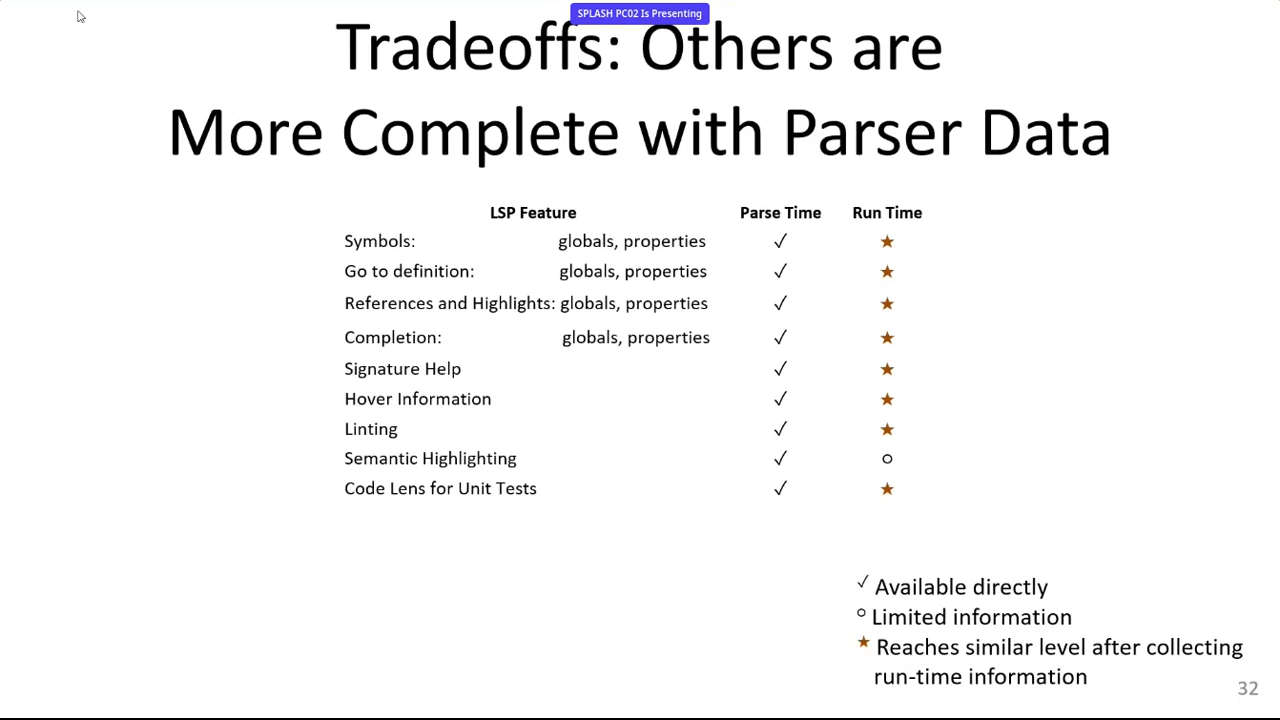 SPLASH PC02 Is Presenting
Tradeoffs: Others are
More Complete with Parser Data
LSP Feature Parse Time Run Time
Symbols: globals, properties ✓ ★
Go to definition: globals, properties ✓ ★
References and Highlights: globals, properties ✓ ★
Completion: globals, properties ✓ ★
Signature Help ✓ ★
Hover Information ✓ ★
Linting ✓ ★
Semantic Highlighting ✓ ○
Code Lens for Unit Tests ✓ ★
✓ Available directly
○ Limited information
★ Reaches similar level after collecting
run-time information
32